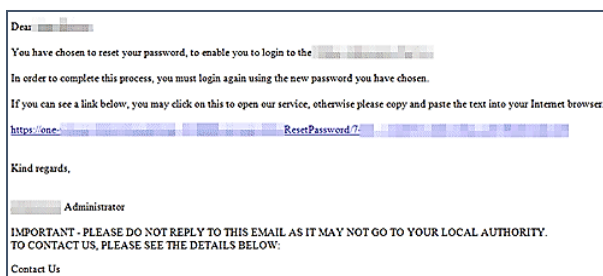 Dear
You have chosen to reset your password, to enable you to login to the
In order to complete this process, you must login again using the new password you have chosen.
If you can see a link below, you may click on this to open our service, otherwise please copy and paste the text into your Internet browser
https://one- ResetPassword/7-
Kind regards,
Administrator
IMPORTANT - PLEASE DO NOT REPLY TO THIS EMAIL AS IT MAY NOT GO TO YOUR LOCAL AUTHORITY.
TO CONTACT US, PLEASE SEE THE DETAILS BELOW:
Contact Us